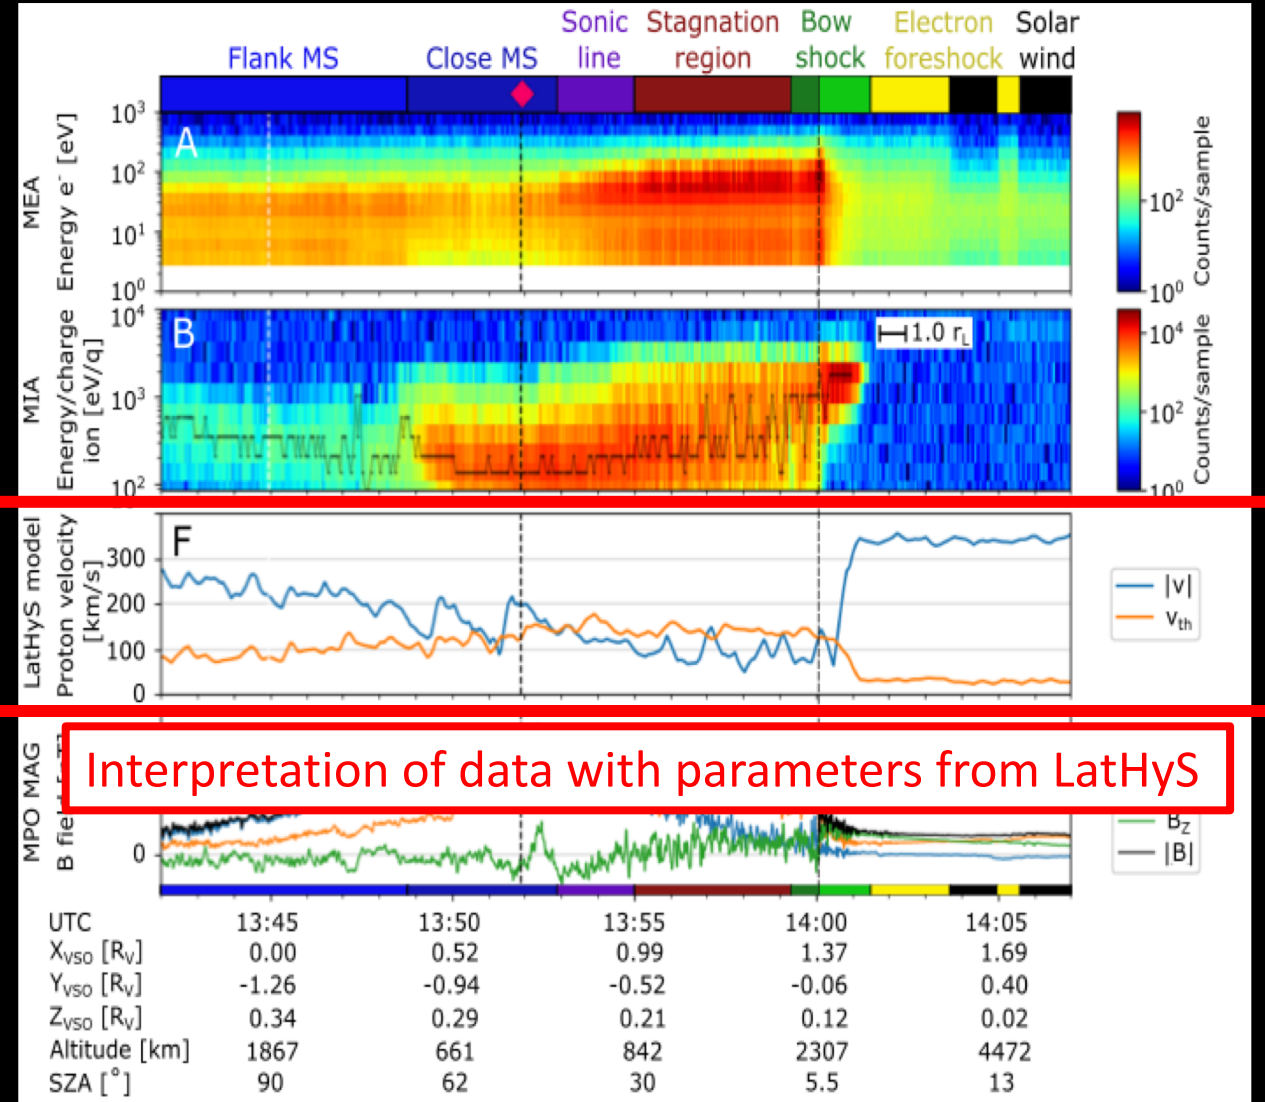 Sonic Stagnation Bow Electron Solar
Flank MS Close MS line region shock foreshock wind
MEA
Energy e⁻ [eV]
10³
10²
10¹
10⁰
A
10²
10⁰
Counts/sample
MIA
Energy/charge
ion [eV/q]
10⁴
10³
10²
B
1.0 r_L
10⁴
10²
10⁰
Counts/sample
LatHyS model
Proton velocity
[km/s]
300
200
100
0
F
|v|
v_th
MPO MAG
B fiel
Interpretation of data with parameters from LatHyS
0
B_Z
|B|
UTC 13:45 13:50 13:55 14:00 14:05
X_VSO [R_V] 0.00 0.52 0.99 1.37 1.69
Y_VSO [R_V] -1.26 -0.94 -0.52 -0.06 0.40
Z_VSO [R_V] 0.34 0.29 0.21 0.12 0.02
Altitude [km] 1867 661 842 2307 4472
SZA [°] 90 62 30 5.5 13